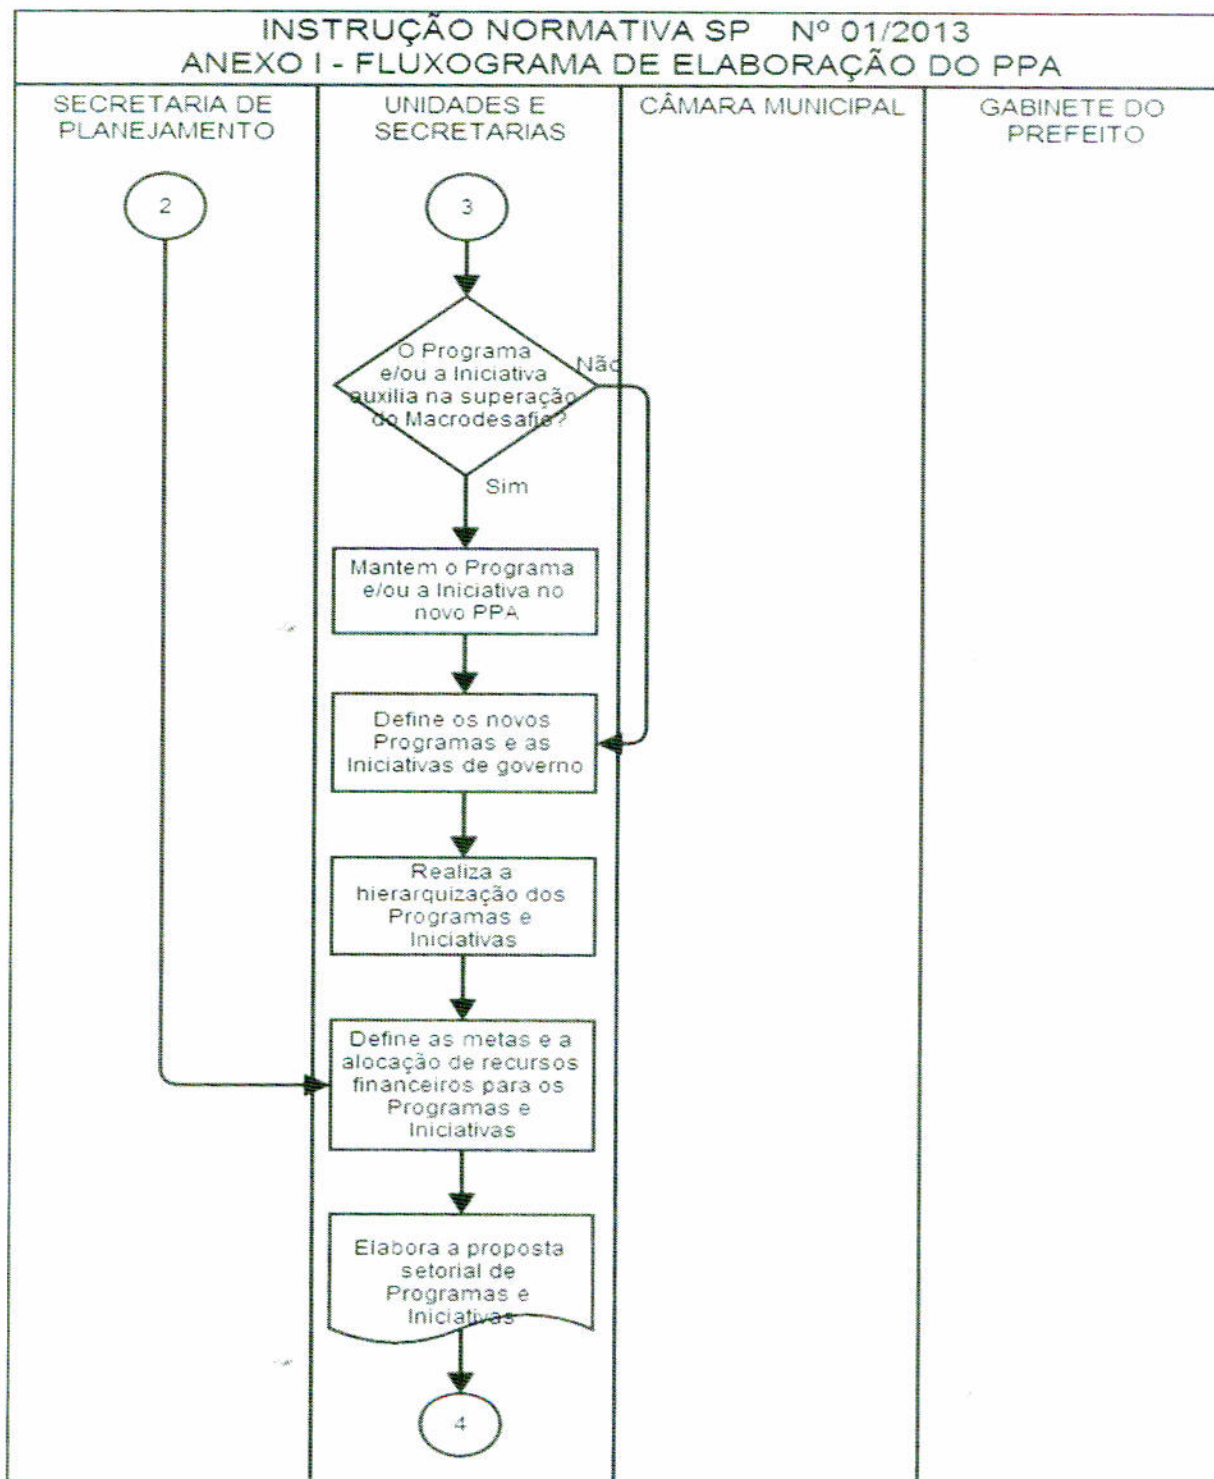 INSTRUÇÃO NORMATIVA SP Nº 01/2013
ANEXO I - FLUXOGRAMA DE ELABORAÇÃO DO PPA
SECRETARIA DE
PLANEJAMENTO
UNIDADES E
SECRETARIAS
CÂMARA MUNICIPAL
GABINETE DO
PREFEITO
2
3
O Programa
e/ou a Iniciativa
auxilia na superação
do Macrodesafio?
Não
Sim
Mantem o Programa
e/ou a Iniciativa no
novo PPA
Define os novos
Programas e as
Iniciativas de governo
Realiza a
hierarquização dos
Programas e
Iniciativas
Define as metas e a
alocação de recursos
financeiros para os
Programas e
Iniciativas
Elabora a proposta
setorial de
Programas e
Iniciativas
4